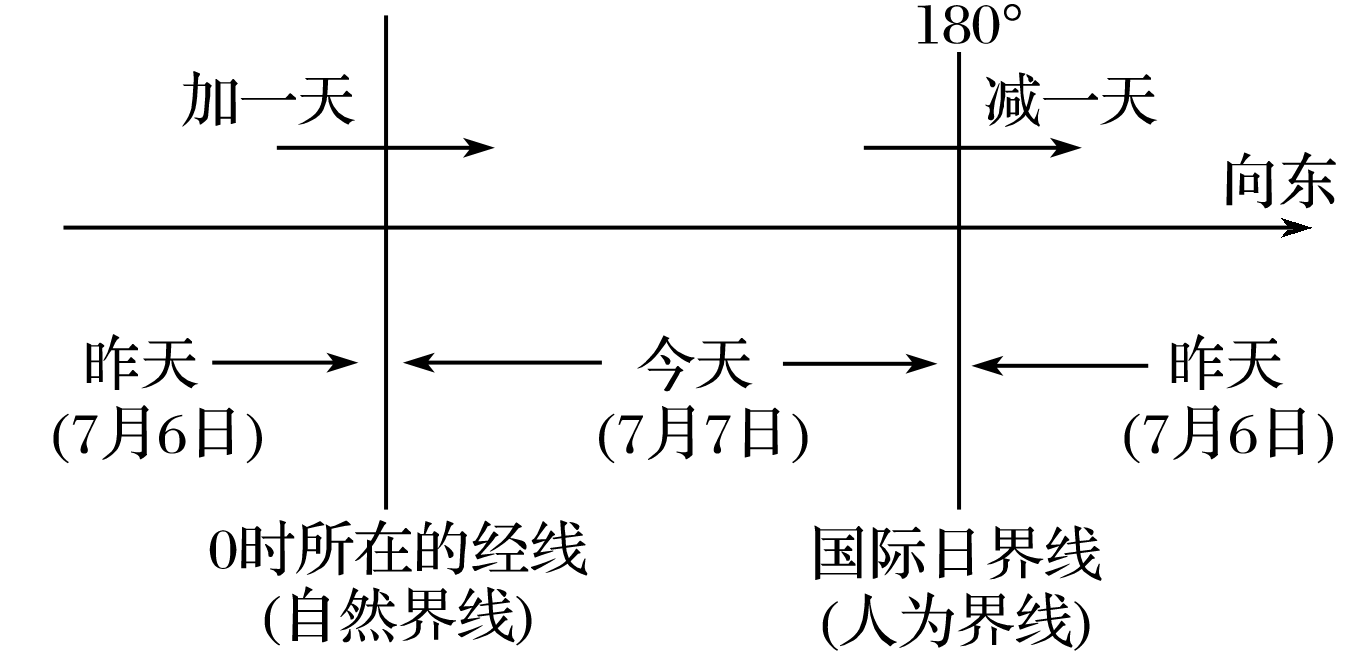 180°
加一天
减一天
向东
昨天
(7月6日)
今天
(7月7日)
昨天
(7月6日)
0时所在的经线
(自然界线)
国际日界线
(人为界线)